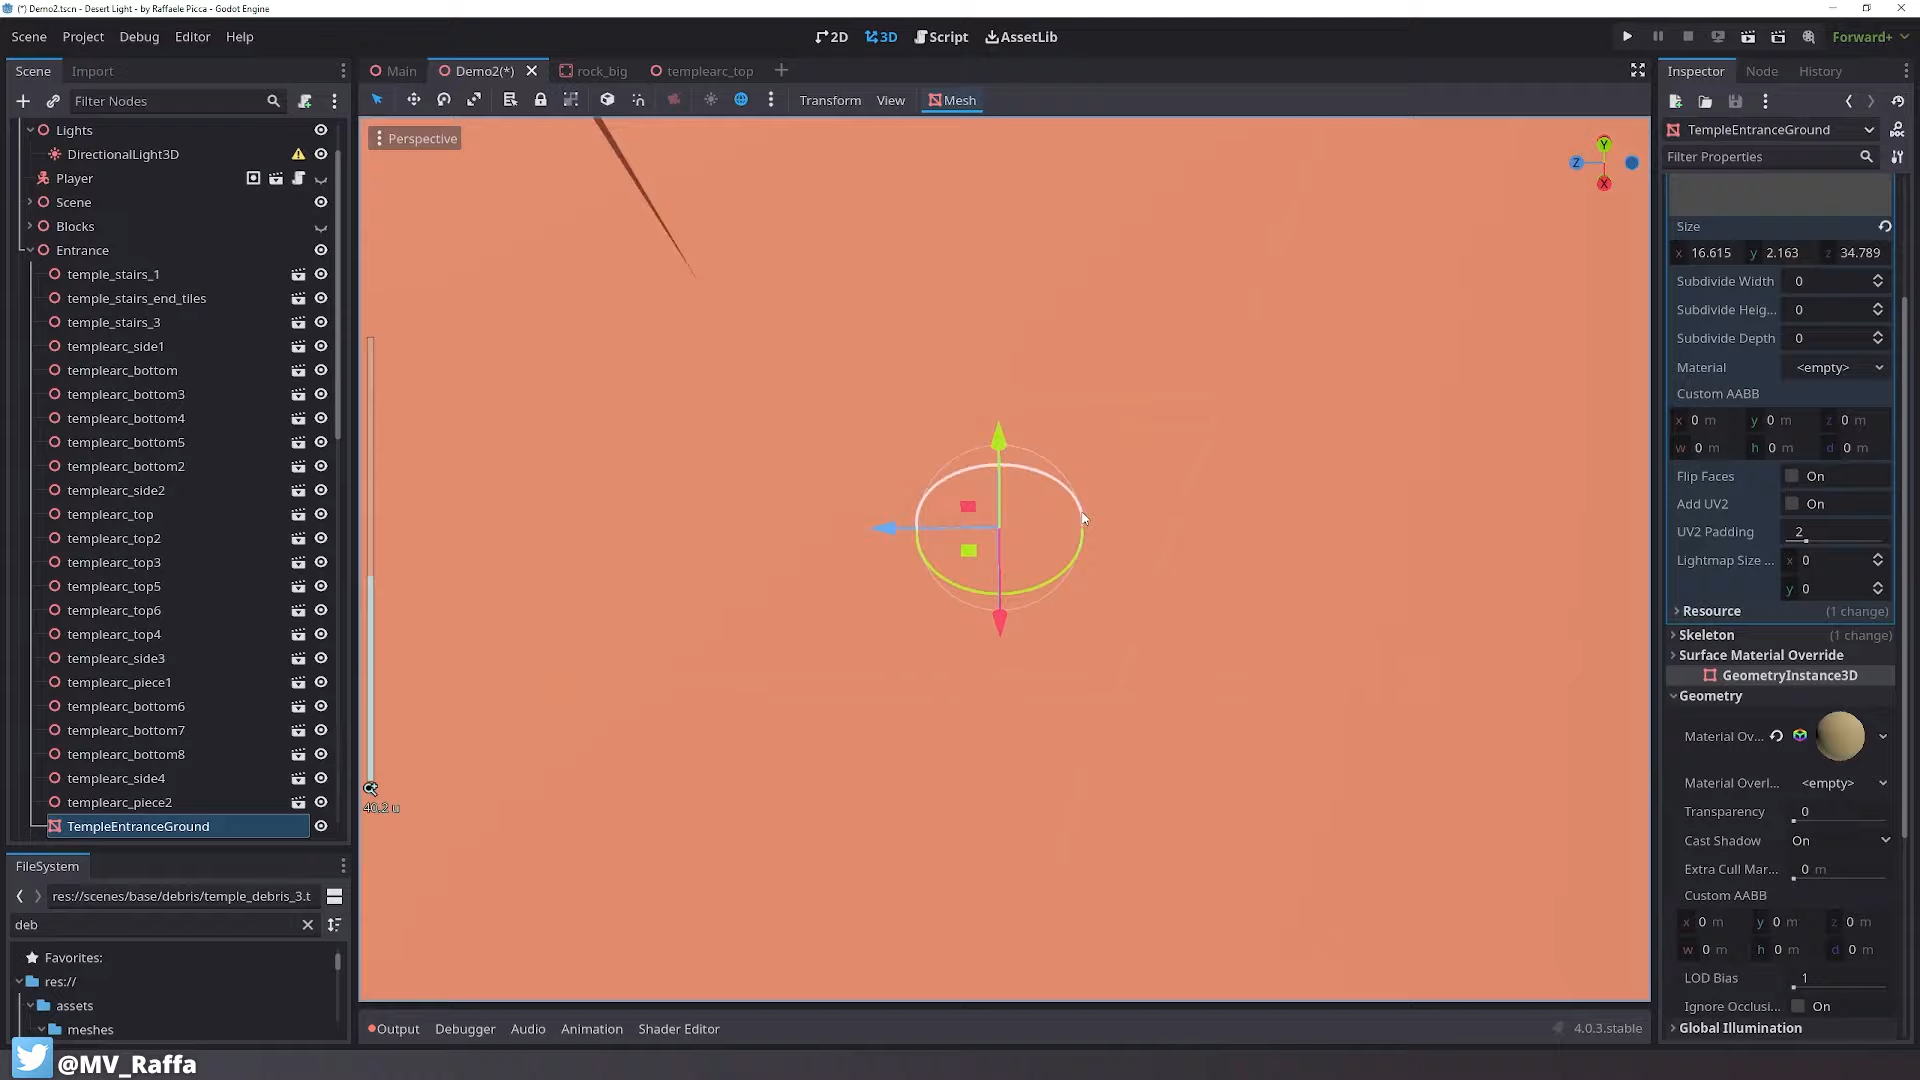 (*) Demo2.tscn - Desert Light - by Raffaele Picca - Godot Engine
Scene Project Debug Editor Help
2D 3D Script AssetLib
Forward+
Scene Import
Filter Nodes
Lights
DirectionalLight3D
Player
Scene
Blocks
Entrance
temple_stairs_1
temple_stairs_end_tiles
temple_stairs_3
templearc_side1
templearc_bottom
templearc_bottom3
templearc_bottom4
templearc_bottom5
templearc_bottom2
templearc_side2
templearc_top
templearc_top2
templearc_top3
templearc_top5
templearc_top6
templearc_top4
templearc_side3
templearc_piece1
templearc_bottom6
templearc_bottom7
templearc_bottom8
templearc_side4
templearc_piece2
TempleEntranceGround
FileSystem
res://scenes/base/debris/temple_debris_3.t
deb
Favorites:
res://
assets
meshes
@MV_Raffa
Main Demo2(*) rock_big templearc_top
Transform View Mesh
Perspective
Y
Z
X
40.2 u
Output Debugger Audio Animation Shader Editor
4.0.3.stable
Inspector Node History
TempleEntranceGround
Filter Properties
Size
x 16.615 y 2.163 z 34.789
Subdivide Width 0
Subdivide Heig... 0
Subdivide Depth 0
Material <empty>
Custom AABB
x 0 m y 0 m z 0 m
w 0 m h 0 m d 0 m
Flip Faces On
Add UV2 On
UV2 Padding 2
Lightmap Size ... x 0
y 0
Resource (1 change)
Skeleton (1 change)
Surface Material Override
GeometryInstance3D
Geometry
Material Ov...
Material Overl... <empty>
Transparency 0
Cast Shadow On
Extra Cull Mar... 0 m
Custom AABB
x 0 m y 0 m z 0 m
w 0 m h 0 m d 0 m
LOD Bias 1
Ignore Occlusi... On
Global Illumination